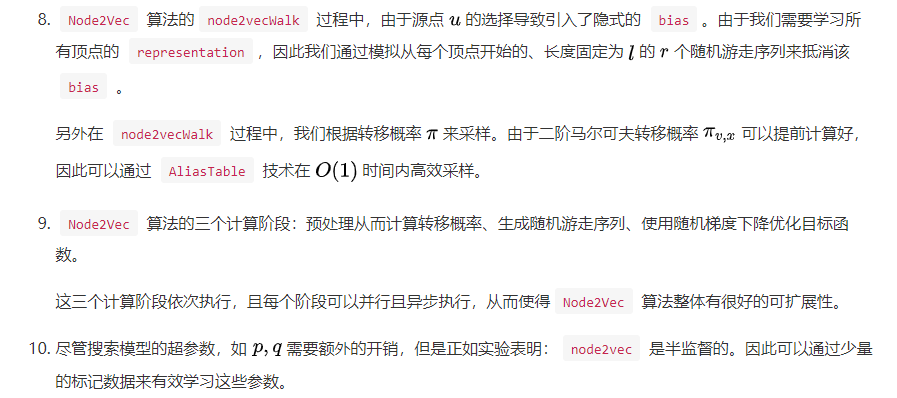 8. Node2Vec 算法的 node2vecWalk 过程中，由于源点 u 的选择导致引入了隐式的 bias 。由于我们需要学习所
有顶点的 representation ，因此我们通过模拟从每个顶点开始的、长度固定为 l 的 r 个随机游走序列来抵消该
bias 。
另外在 node2vecWalk 过程中，我们根据转移概率 π 来采样。由于二阶马尔可夫转移概率 π_{v,x} 可以提前计算好，
因此可以通过 AliasTable 技术在 O(1) 时间内高效采样。
9. Node2Vec 算法的三个计算阶段：预处理从而计算转移概率、生成随机游走序列、使用随机梯度下降优化目标函
数。
这三个计算阶段依次执行，且每个阶段可以并行且异步执行，从而使得 Node2Vec 算法整体有很好的可扩展性。
10. 尽管搜索模型的超参数，如 p, q 需要额外的开销，但是正如实验表明： node2vec 是半监督的。因此可以通过少量
的标记数据来有效学习这些参数。